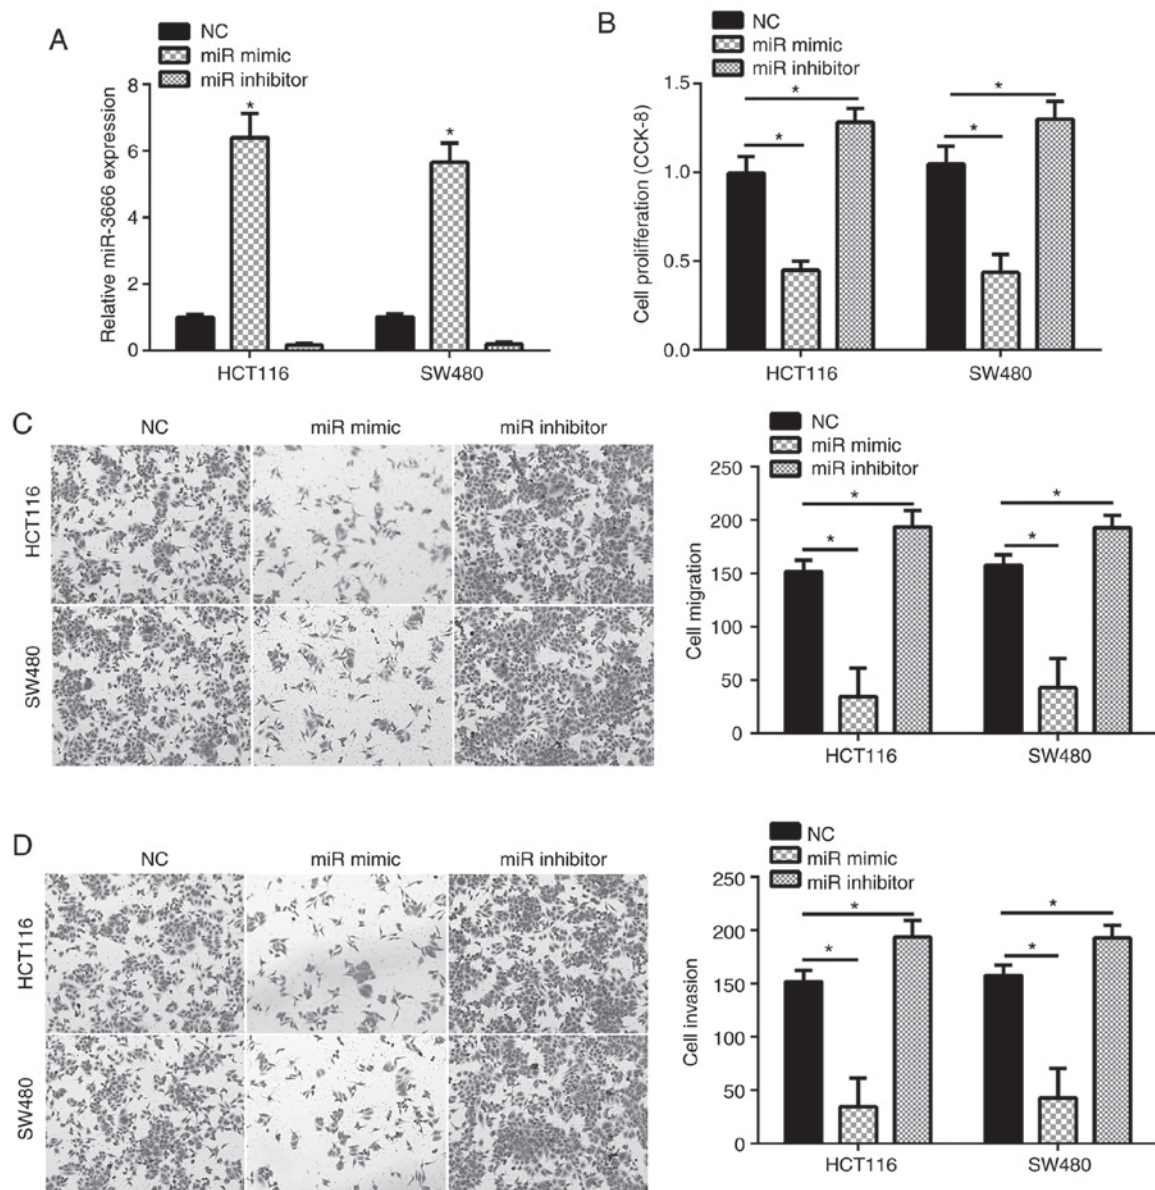 A
NC
miR mimic
miR inhibitor
Relative miR-3666 expression
8
6
4
2
0
*
*
HCT116
SW480
B
NC
miR mimic
miR inhibitor
Cell prolifferation (CCK-8)
1.5
1.0
0.5
0.0
*
*
*
*
HCT116
SW480
C
NC
miR mimic
miR inhibitor
HCT116
SW480
NC
miR mimic
miR inhibitor
Cell migration
250
200
150
100
50
0
*
*
*
*
HCT116
SW480
D
NC
miR mimic
miR inhibitor
HCT116
SW480
NC
miR mimic
miR inhibitor
Cell invasion
250
200
150
100
50
0
*
*
*
*
HCT116
SW480